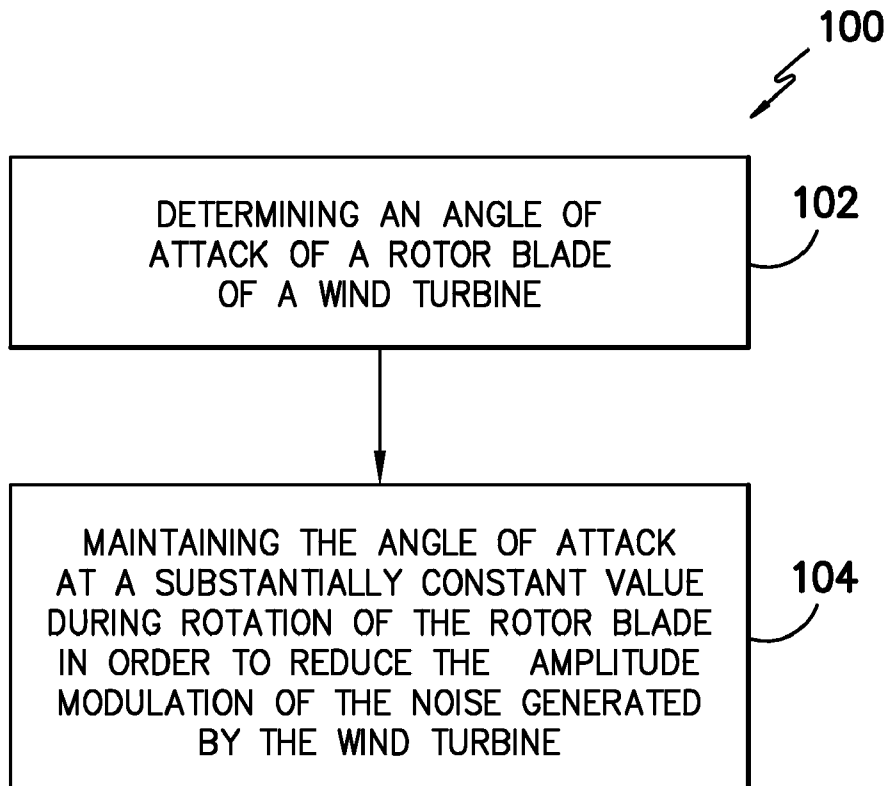 100
DETERMINING AN ANGLE OF
ATTACK OF A ROTOR BLADE
OF A WIND TURBINE
102
MAINTAINING THE ANGLE OF ATTACK
AT A SUBSTANTIALLY CONSTANT VALUE
DURING ROTATION OF THE ROTOR BLADE
IN ORDER TO REDUCE THE AMPLITUDE
MODULATION OF THE NOISE GENERATED
BY THE WIND TURBINE
104